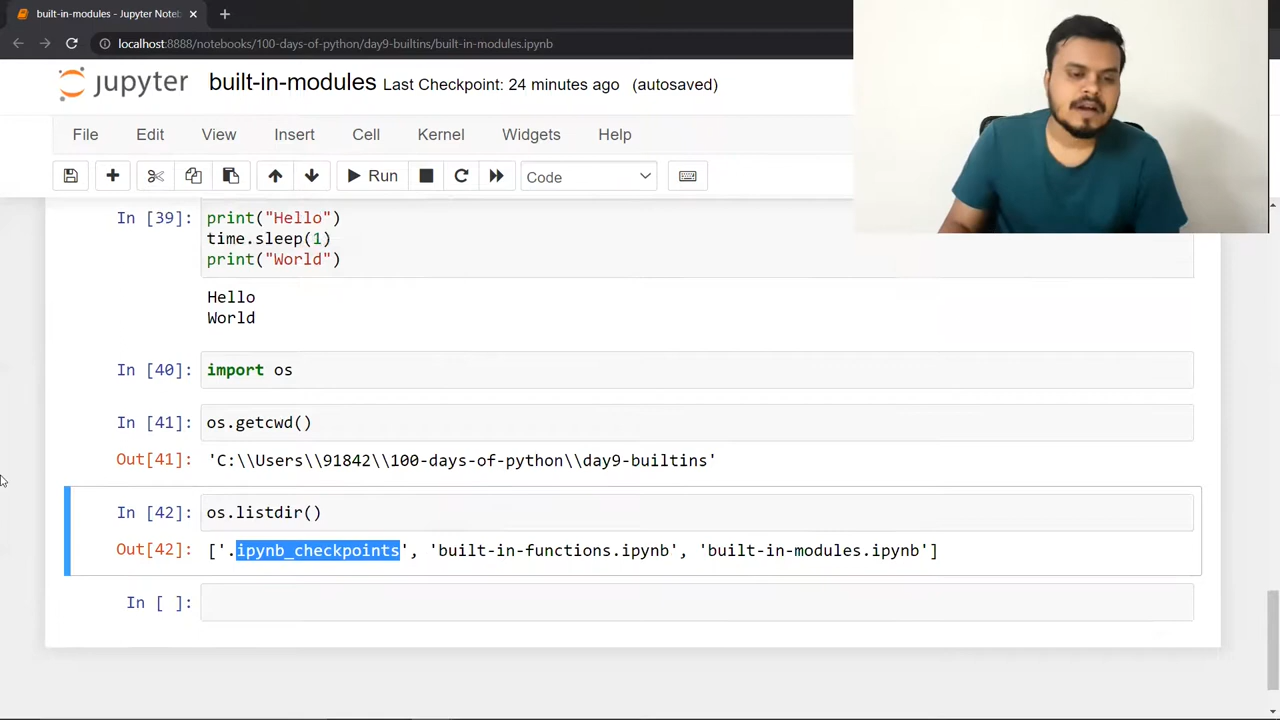 built-in-modules - Jupyter Noteb
localhost:8888/notebooks/100-days-of-python/day9-builtins/built-in-modules.ipynb
jupyter built-in-modules Last Checkpoint: 24 minutes ago (autosaved)
File Edit View Insert Cell Kernel Widgets Help
Run Code
In [39]: print("Hello")
time.sleep(1)
print("World")
Hello
World
In [40]: import os
In [41]: os.getcwd()
Out[41]: 'C:\\Users\\91842\\100-days-of-python\\day9-builtins'
In [42]: os.listdir()
Out[42]: ['.ipynb_checkpoints', 'built-in-functions.ipynb', 'built-in-modules.ipynb']
In [ ]: